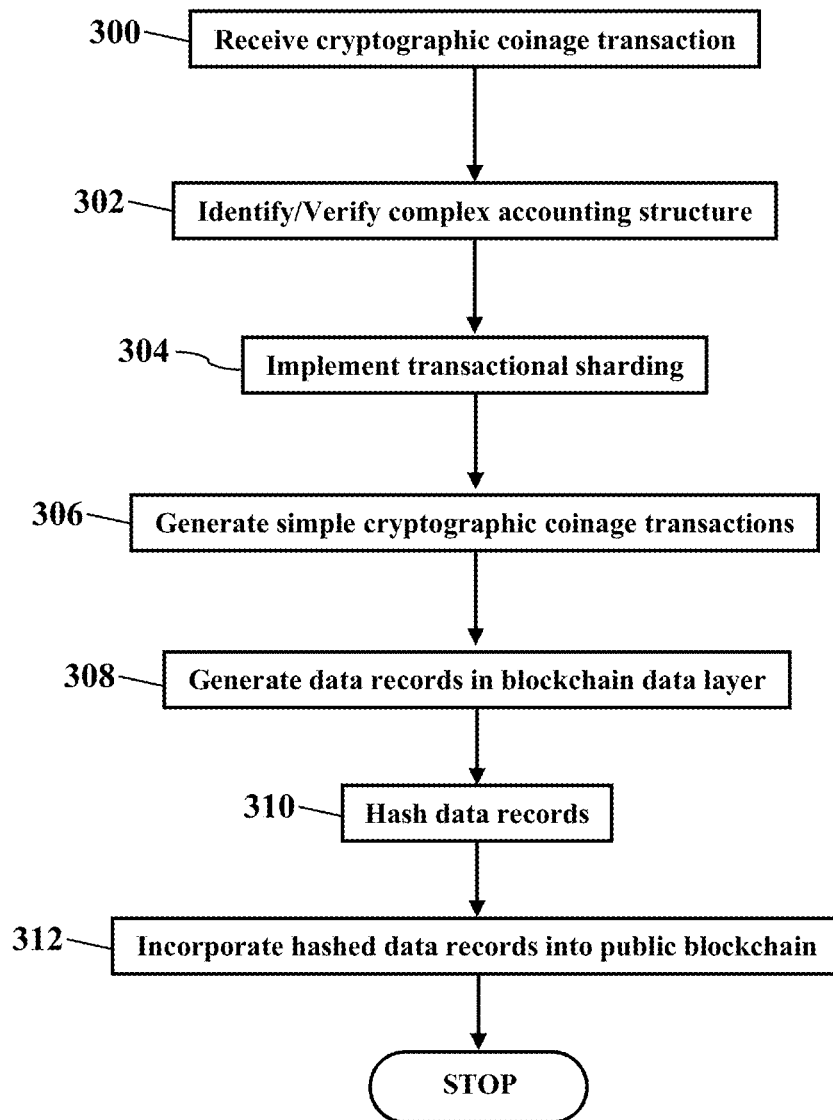 300 Receive cryptographic coinage transaction
302 Identify/Verify complex accounting structure
304 Implement transactional sharding
306 Generate simple cryptographic coinage transactions
308 Generate data records in blockchain data layer
310 Hash data records
312 Incorporate hashed data records into public blockchain
STOP